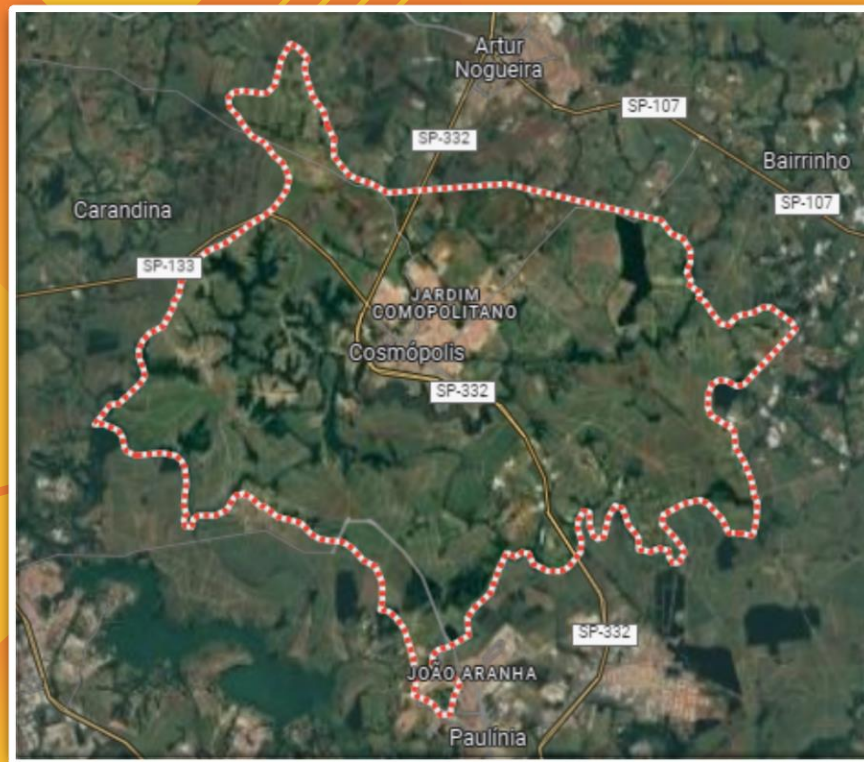 Artur
Nogueira
SP-107
SP-332
Bairrinho
Carandina
SP-107
SP-133
JARDIM
COMOPOLITANO
Cosmópolis
SP-332
SP-332
JOÃO ARANHA
Paulínia